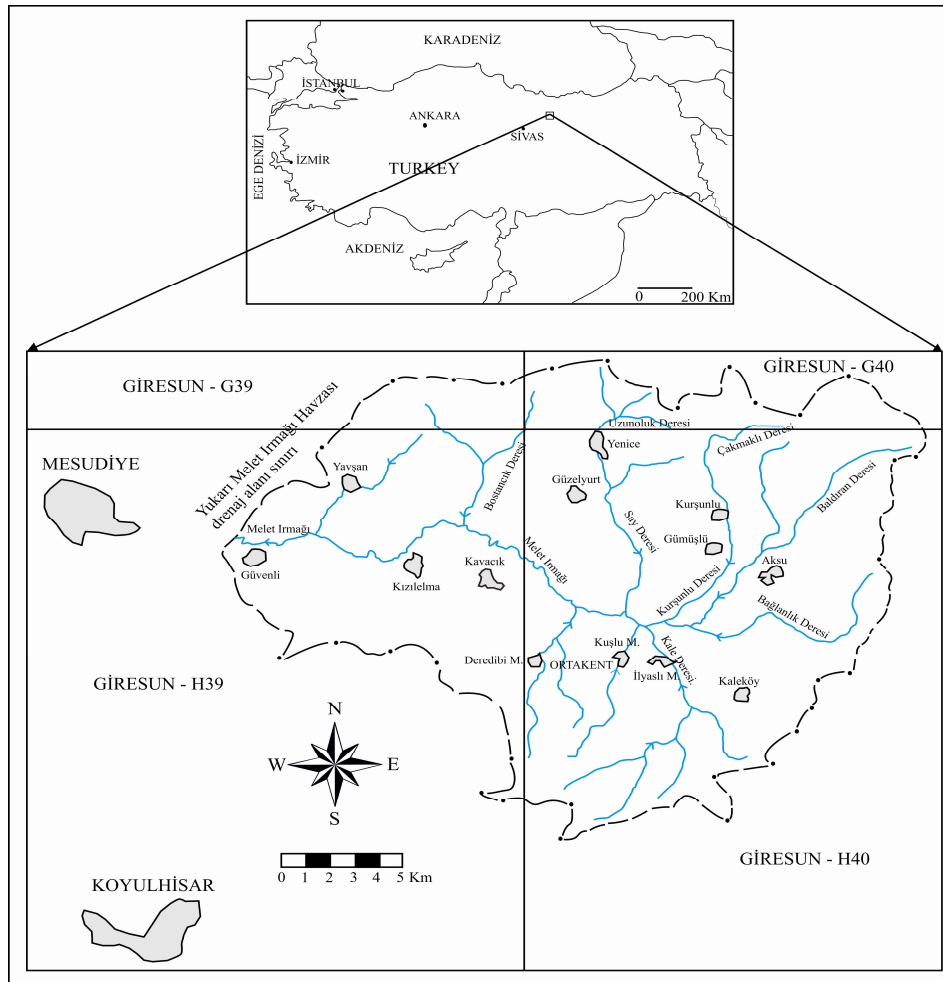 KARADENİZ
İSTANBUL
ANKARA
SİVAS
EGE DENİZİ
İZMİR
TURKEY
AKDENİZ
0 200 Km
GİRESUN - G39
GİRESUN - G40
Yukarı Melet Irmağı Havzası
drenaj alanı sınırı
MESUDİYE
Yavşan
Bostancık Deresi
Uzunoluk Deresi
Yenice
Çakmaklı Deresi
Baldıran Deresi
Güzelyurt
Kurşunlu
Say Deresi
Gümüşlü
Melet Irmağı
Güvenli
Kızılelma
Kavacık
Melet Irmağı
Kurşunlu Deresi
Aksu
Bağlanlık Deresi
Deredibi M.
ORTAKENT
Kuşlu M.
Kale Deresi.
İlyaslı M.
Kaleköy
GİRESUN - H39
N
W
E
S
0 1 2 3 4 5 Km
GİRESUN - H40
KOYULHİSAR